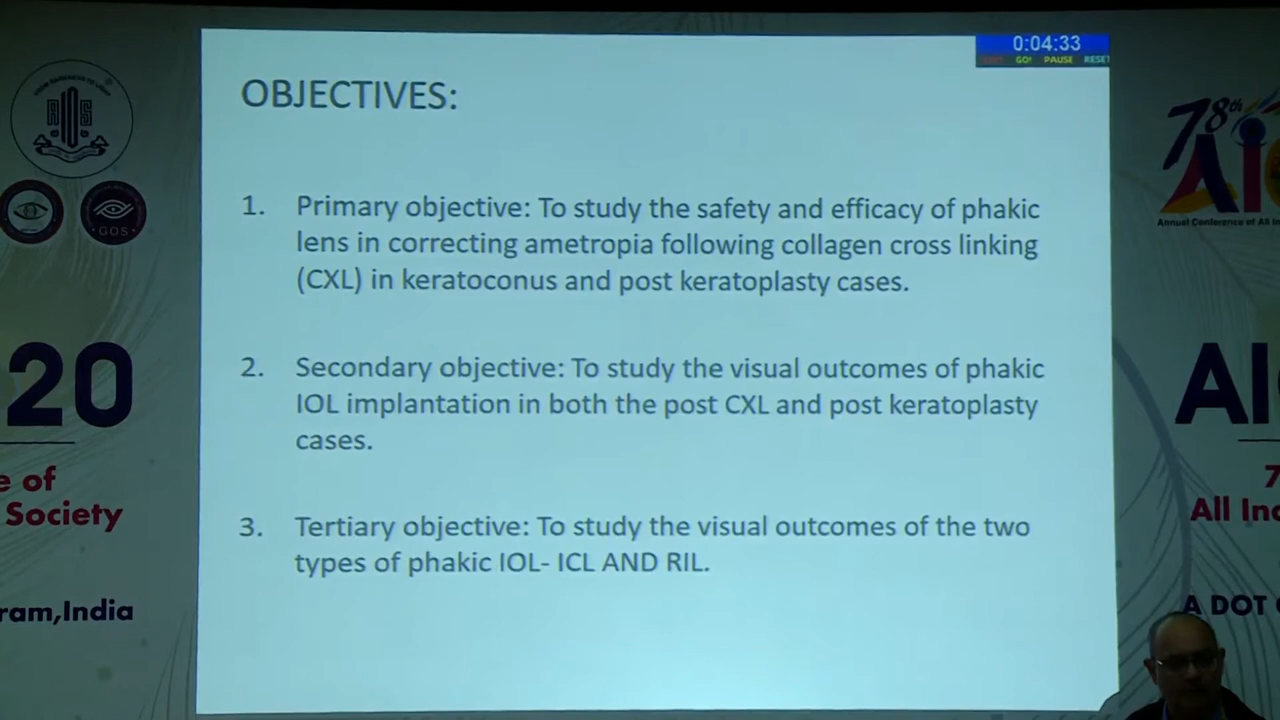 0:04:33
GO! PAUSE RESET
OBJECTIVES:
1. Primary objective: To study the safety and efficacy of phakic
lens in correcting ametropia following collagen cross linking
(CXL) in keratoconus and post keratoplasty cases.
2. Secondary objective: To study the visual outcomes of phakic
IOL implantation in both the post CXL and post keratoplasty
cases.
3. Tertiary objective: To study the visual outcomes of the two
types of phakic IOL- ICL AND RIL.
GOS
20
e of
Society
ram,India
78th
AIO
Annual Conference of All In
AI
7
All Ind
A DOT